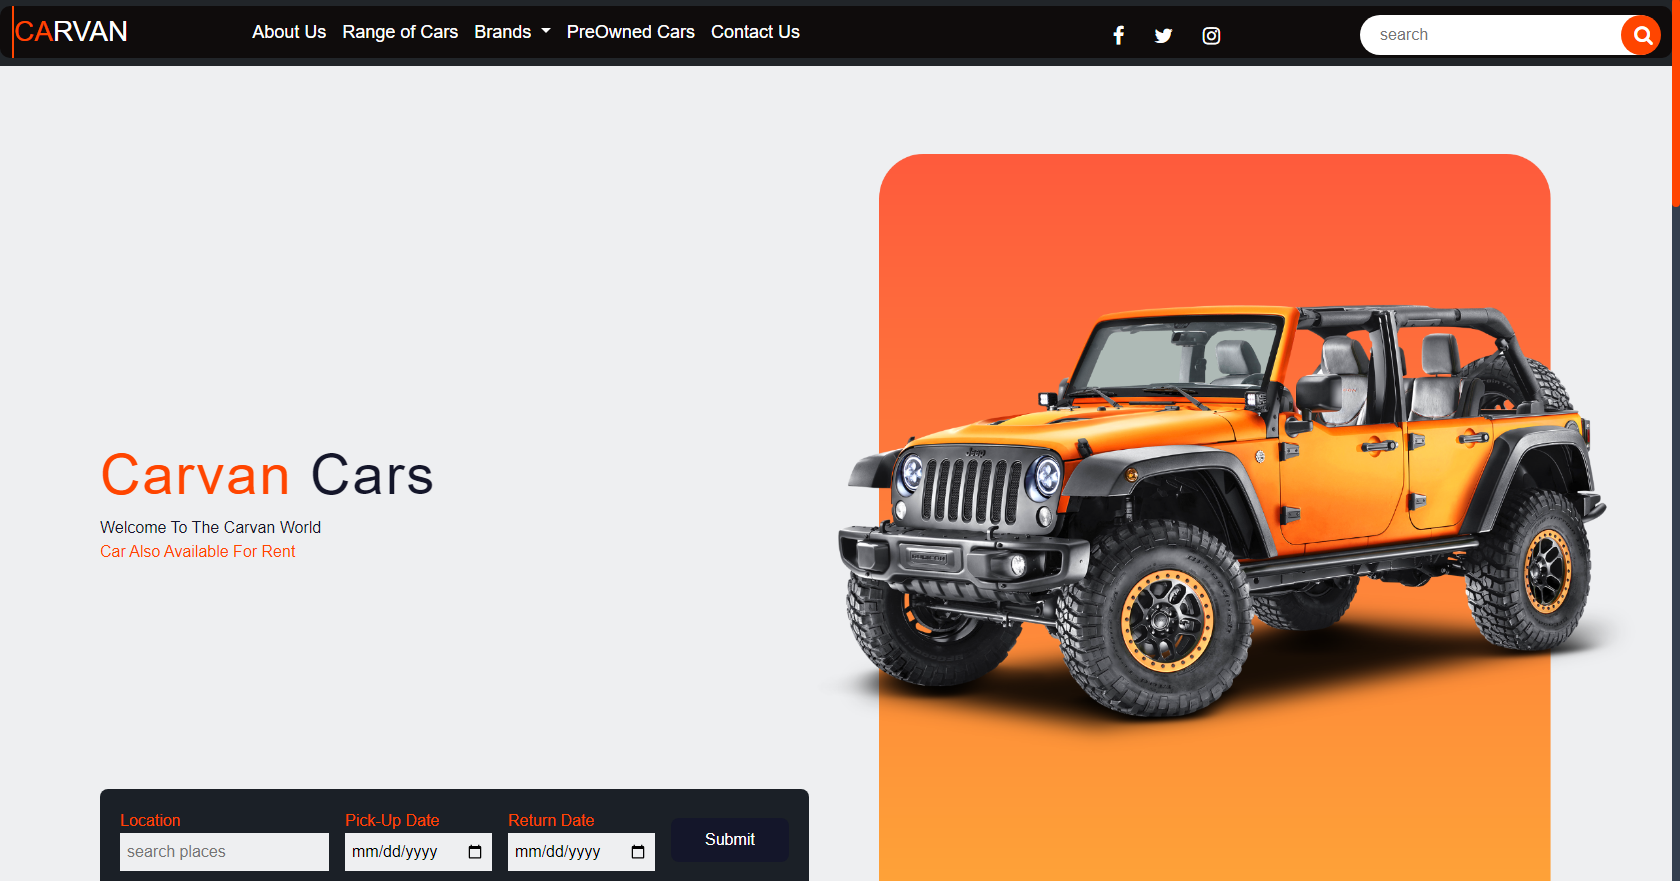 CARVAN
About Us Range of Cars Brands PreOwned Cars Contact Us
search
Carvan Cars
Welcome To The Carvan World
Car Also Available For Rent
Location Pick-Up Date Return Date
search places mm/dd/yyyy mm/dd/yyyy Submit
Jeep